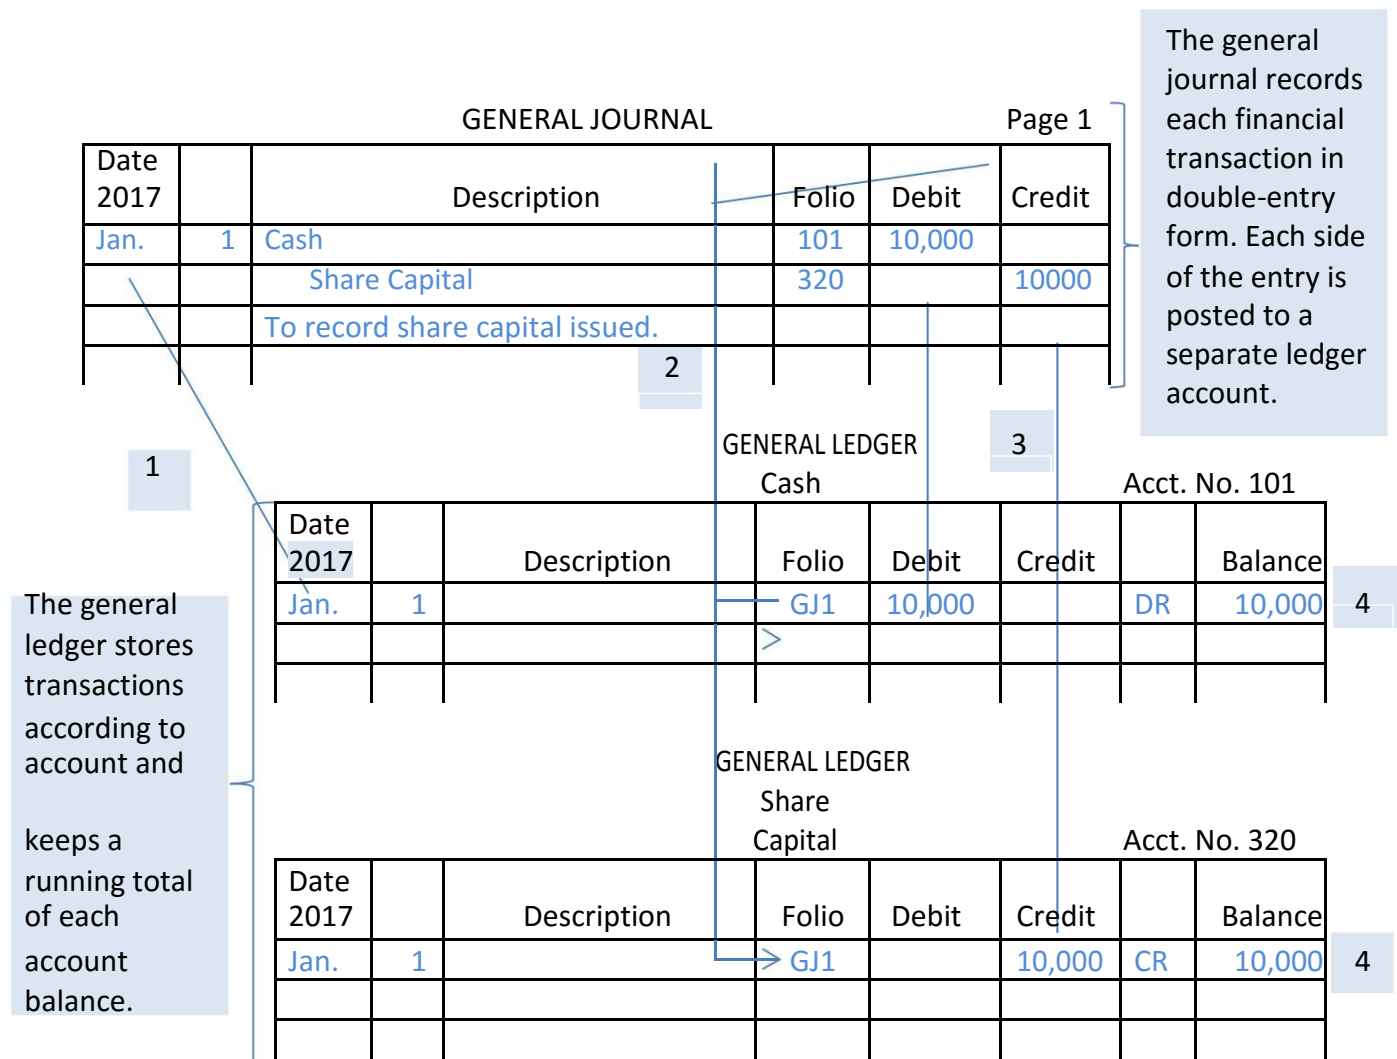 The general
journal records
each financial
transaction in
double-entry
form. Each side
of the entry is
posted to a
separate ledger
account.
GENERAL JOURNAL Page 1
Date
2017 Description Folio Debit Credit
Jan. 1 Cash 101 10,000
Share Capital 320 10000
To record share capital issued.
2
3
1
GENERAL LEDGER
Cash Acct. No. 101
Date
2017 Description Folio Debit Credit Balance
Jan. 1 GJ1 10,000 DR 10,000 4
The general
ledger stores
transactions
according to
account and
keeps a
running total
of each
account
balance.
GENERAL LEDGER
Share
Capital Acct. No. 320
Date
2017 Description Folio Debit Credit Balance
Jan. 1 GJ1 10,000 CR 10,000 4